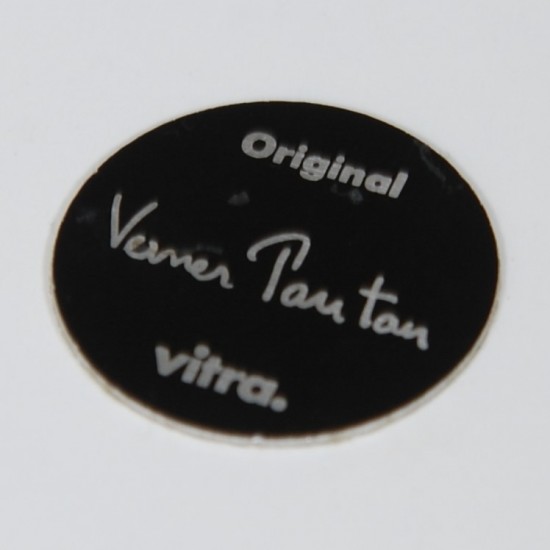 Original
Verner Panton
vitra.